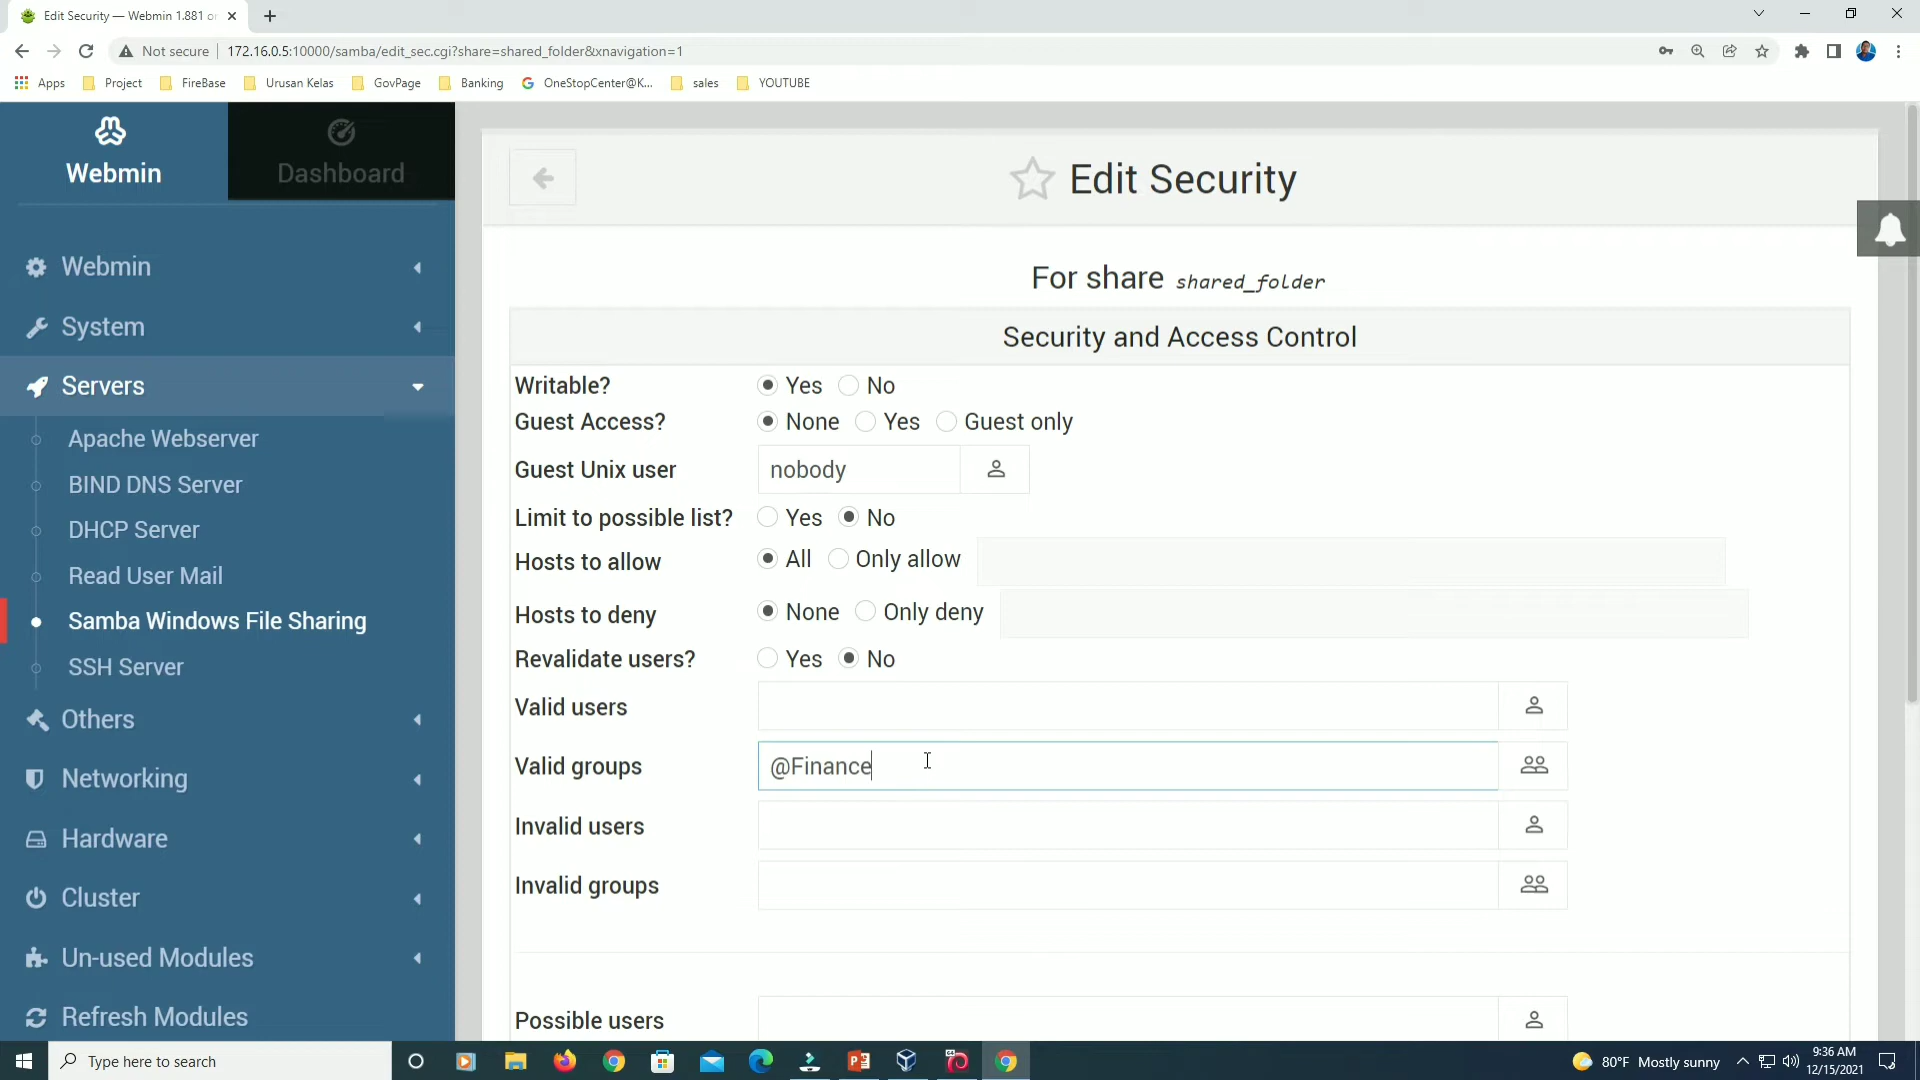 Edit Security — Webmin 1.881 or
Not secure
172.16.0.5:10000/samba/edit_sec.cgi?share=shared_folder&xnavigation=1
Apps
Project
FireBase
Urusan Kelas
GovPage
Banking
OneStopCenter@K...
sales
YOUTUBE
Webmin
Dashboard
Webmin
System
Servers
Apache Webserver
BIND DNS Server
DHCP Server
Read User Mail
Samba Windows File Sharing
SSH Server
Others
Networking
Hardware
Cluster
Un-used Modules
Refresh Modules
Edit Security
For share shared_folder
Security and Access Control
Writable? Yes No
Guest Access? None Yes Guest only
Guest Unix user nobody
Limit to possible list? Yes No
Hosts to allow All Only allow
Hosts to deny None Only deny
Revalidate users? Yes No
Valid users
Valid groups @Finance
Invalid users
Invalid groups
Possible users
Type here to search
80°F Mostly sunny
9:36 AM
12/15/2021